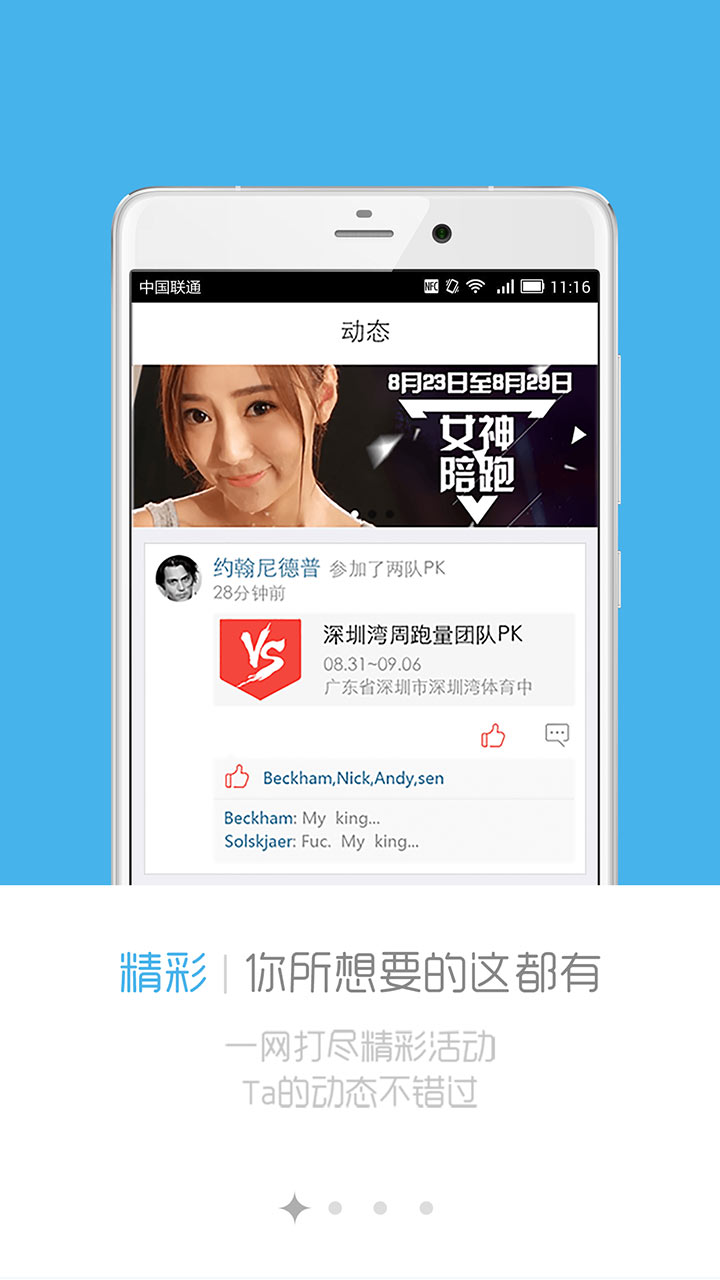 中国联通 NFC 11:16
动态
8月23日至8月29日
女神
陪跑
约翰尼德普 参加了两队PK
28分钟前
VS
深圳湾周跑量团队PK
08.31~09.06
广东省深圳市深圳湾体育中
Beckham,Nick,Andy,sen
Beckham: My king...
Solskjaer: Fuc. My king...
精彩 | 你所想要的这都有
一网打尽精彩活动
Ta的动态不错过